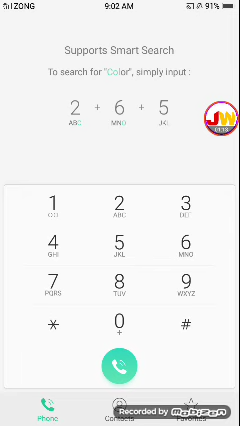 ZONG 9:02 AM 91%
Supports Smart Search
To search for "Color", simply input :
2 + 6 + 5
ABC MNO JKL
JW
1 2 3
ABC DEF
4 5 6
GHI JKL MNO
7 8 9
PQRS TUV WXYZ
* 0 #
+
Phone Contacts Favorites
Recorded by Mobizen